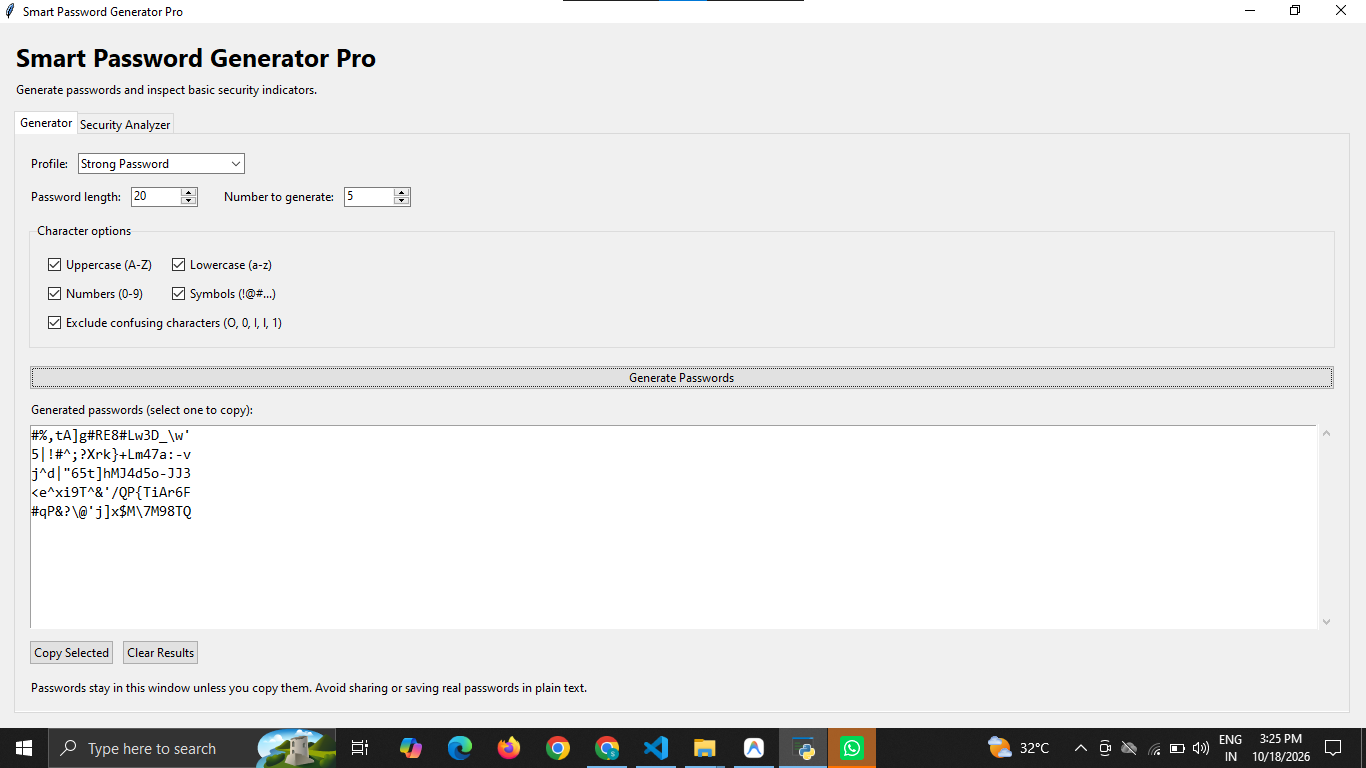 Smart Password Generator Pro
Smart Password Generator Pro
Generate passwords and inspect basic security indicators.
Generator Security Analyzer
Profile: Strong Password
Password length: 20 Number to generate: 5
Character options
Uppercase (A-Z) Lowercase (a-z)
Numbers (0-9) Symbols (!@#...)
Exclude confusing characters (O, 0, I, l, 1)
Generate Passwords
Generated passwords (select one to copy):
#%,tA]g#RE8#Lw3D_\w'
5|!#^;?Xrk}+Lm47a:-v
j^d|"65t]hMJ4d5o-JJ3
<e^xi9T^&'/QP{TiAr6F
#qP&?\@'j]x$M\7M98TQ
Copy Selected Clear Results
Passwords stay in this window unless you copy them. Avoid sharing or saving real passwords in plain text.
Type here to search 32°C ENG 3:25 PM
IN 10/18/2026